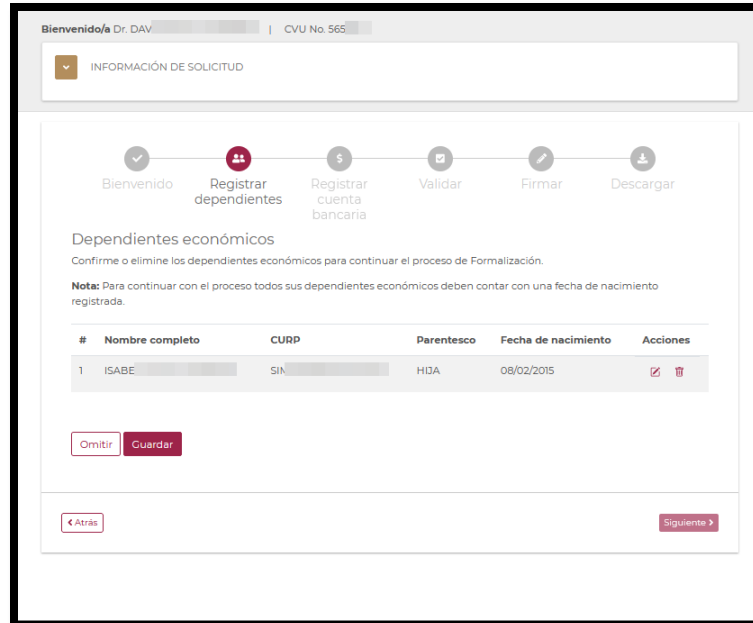 Bienvenido/a Dr. DAV | CVU No. 565
INFORMACIÓN DE SOLICITUD
Bienvenido
Registrar
dependientes
Registrar
cuenta
bancaria
Validar
Firmar
Descargar
Dependientes económicos
Confirme o elimine los dependientes económicos para continuar el proceso de Formalización.
Nota: Para continuar con el proceso todos sus dependientes económicos deben contar con una fecha de nacimiento
registrada.
# Nombre completo CURP Parentesco Fecha de nacimiento Acciones
1 ISABE HIJA 08/02/2015
Omitir Guardar
Atrás Siguiente